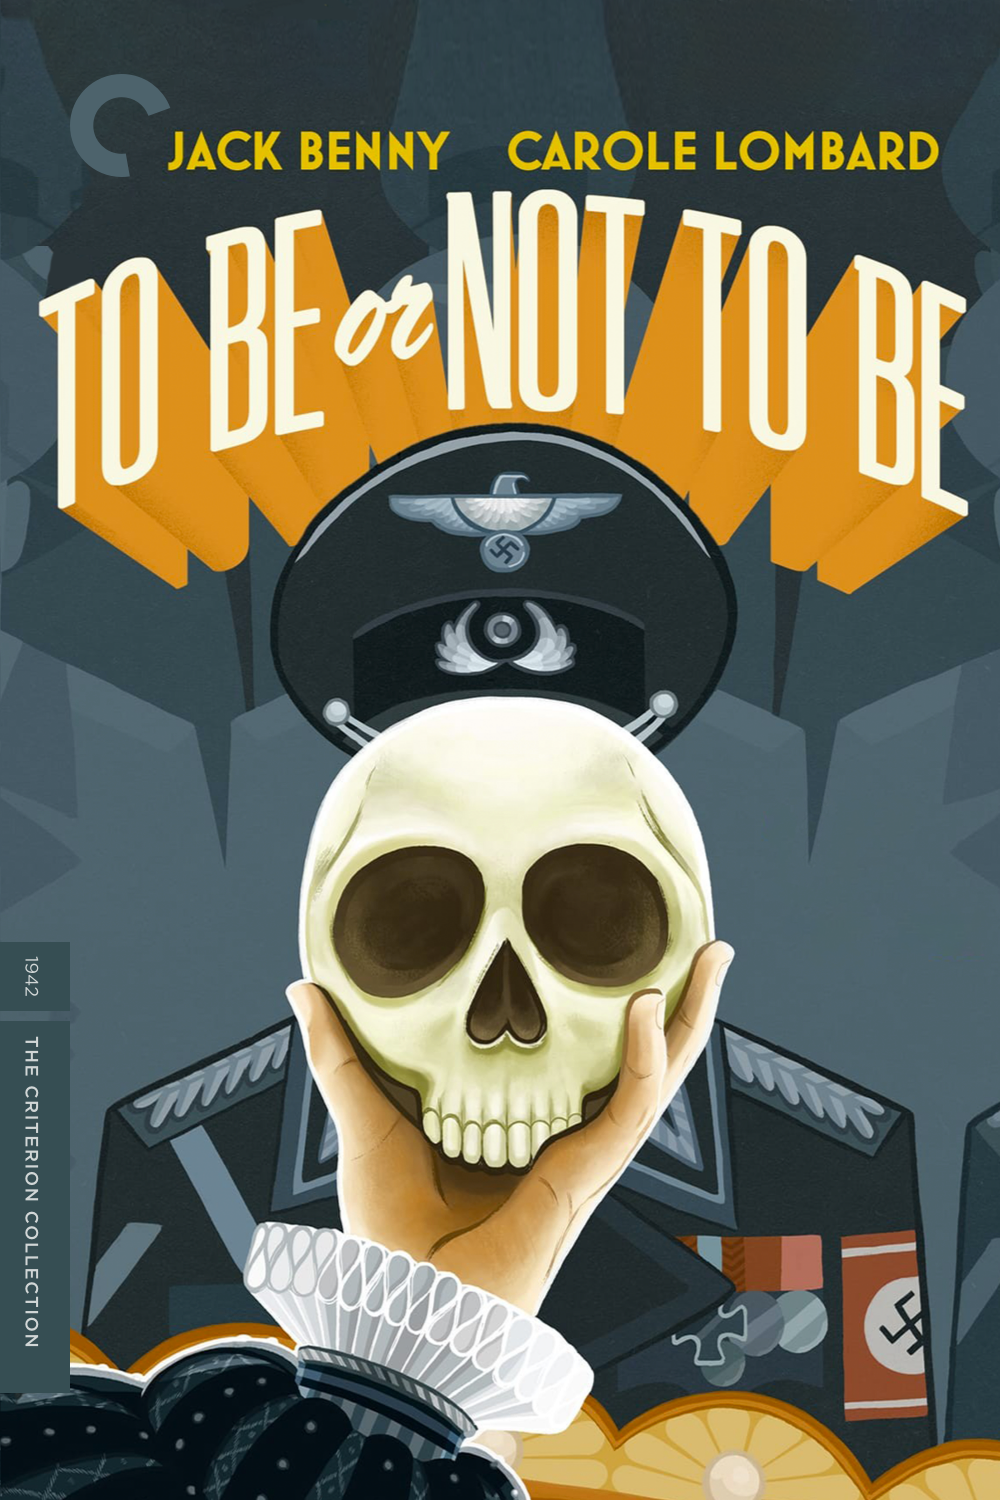 JACK BENNY CAROLE LOMBARD
TO BE or NOT TO BE
1942
THE CRITERION COLLECTION